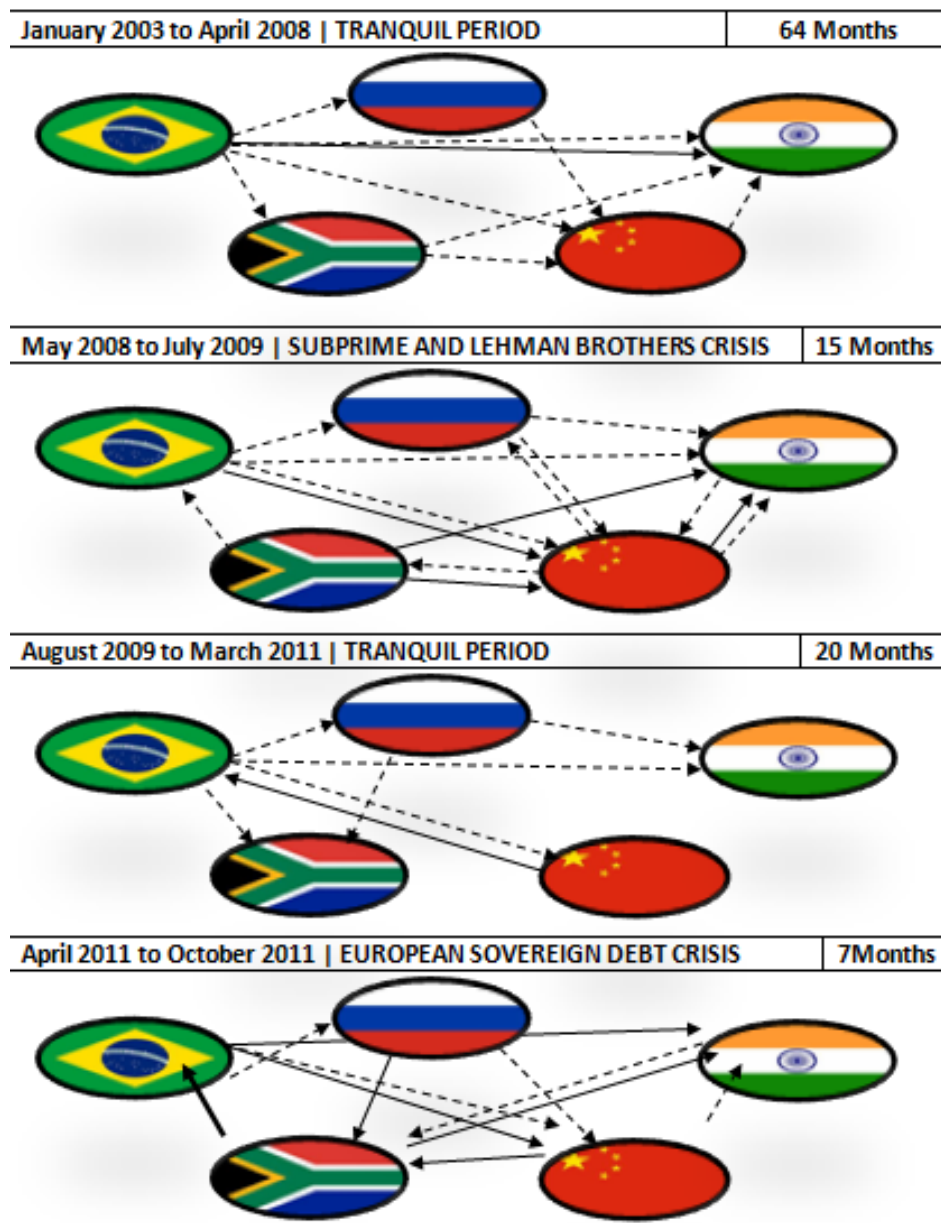 January 2003 to April 2008 | TRANQUIL PERIOD 64 Months
May 2008 to July 2009 | SUBPRIME AND LEHMAN BROTHERS CRISIS 15 Months
August 2009 to March 2011 | TRANQUIL PERIOD 20 Months
April 2011 to October 2011 | EUROPEAN SOVEREIGN DEBT CRISIS 7Months